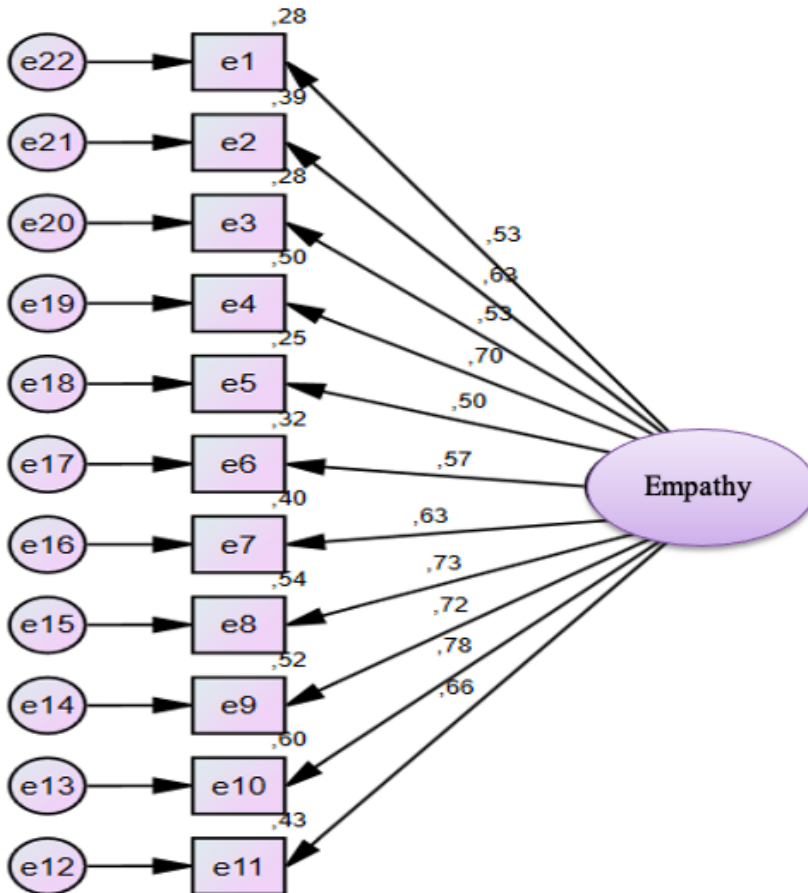 ,28
e22 e1
,39
e21 e2
,28
e20 e3
,53
,50
,63
e19 e4
,53
,25
,70
e18 e5
,50
,32
e17 e6
,57
Empathy
,40
e16 e7
,63
,54
e15 e8
,73
,52
e14 e9
,72
,60
e13 e10
,78
,43
e12 e11
,66